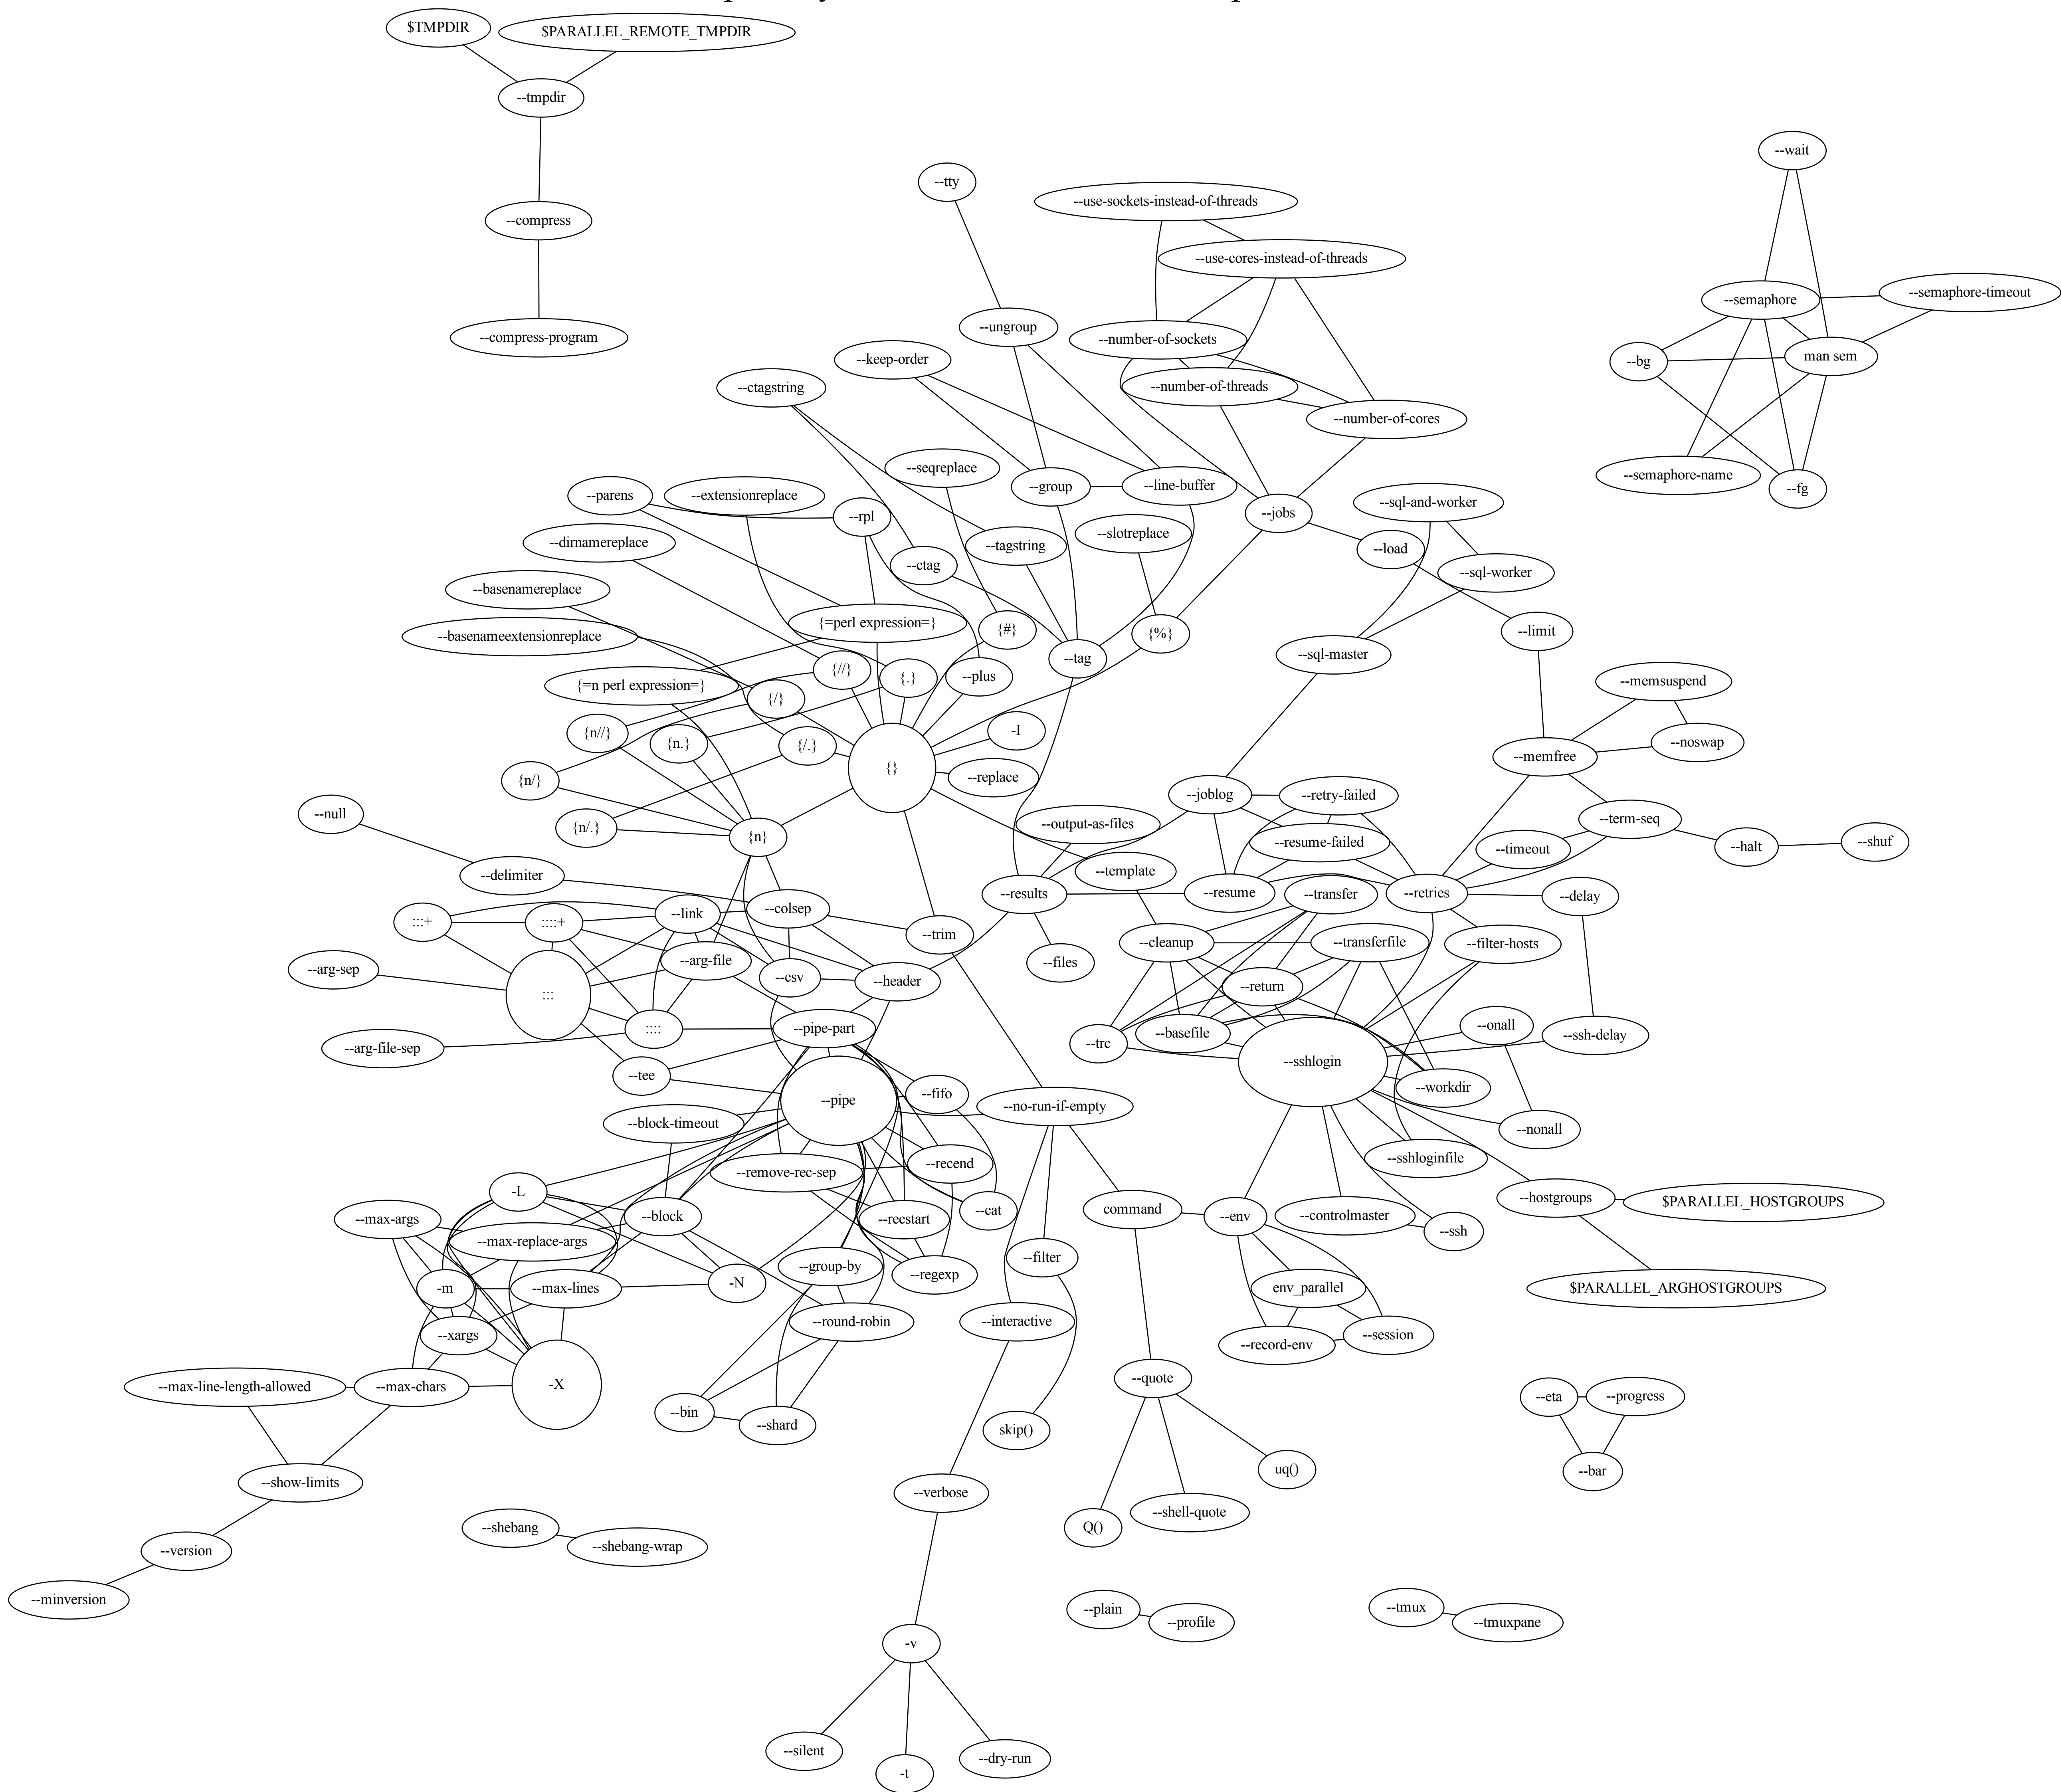 $TMPDIR
$PARALLEL_REMOTE_TMPDIR
--tmpdir
--wait
--tty
--use-sockets-instead-of-threads
--compress
--use-cores-instead-of-threads
--semaphore-timeout
--semaphore
--ungroup
--compress-program
--number-of-sockets
man sem
--keep-order
--bg
--ctagstring
--number-of-threads
--number-of-cores
--seqreplace
--semaphore-name
--group
--line-buffer
--fg
--parens
--extensionreplace
--sql-and-worker
--rpl
--jobs
--slotreplace
--dirnamereplace
--tagstring
--load
--ctag
--sql-worker
--basenamereplace
{=perl expression=}
{#}
--limit
--basenameextensionreplace
{%}
--sql-master
--tag
{//}
--plus
{.}
--memsuspend
{=n perl expression=}
{/}
-I
{n//}
{n.}
{/.}
--noswap
--memfree
{}
--replace
{n/}
--joblog
--retry-failed
--null
--output-as-files
--term-seq
{n/.}
{n}
--resume-failed
--shuf
--timeout
--halt
--template
--delimiter
--results
--resume
--transfer
--retries
--delay
--colsep
--link
:::+
::::+
--trim
--cleanup
--transferfile
--filter-hosts
--arg-file
--files
--arg-sep
--csv
--header
--return
:::
--onall
::::
--pipe-part
--basefile
--ssh-delay
--trc
--arg-file-sep
--sshlogin
--tee
--workdir
--fifo
--pipe
--no-run-if-empty
--block-timeout
--nonall
--sshloginfile
--recend
--remove-rec-sep
-L
--hostgroups
$PARALLEL_HOSTGROUPS
command
--cat
--max-args
--recstart
--block
--env
--controlmaster
--ssh
--max-replace-args
--filter
--group-by
--regexp
-N
-m
--max-lines
env_parallel
$PARALLEL_ARGHOSTGROUPS
--round-robin
--interactive
--xargs
--session
--record-env
--quote
-X
--max-line-length-allowed
--max-chars
--eta
--progress
--bin
--shard
skip()
uq()
--bar
--show-limits
--verbose
--shell-quote
Q()
--shebang
--shebang-wrap
--version
--minversion
--plain
--profile
--tmux
--tmuxpane
-v
--silent
--dry-run
-t